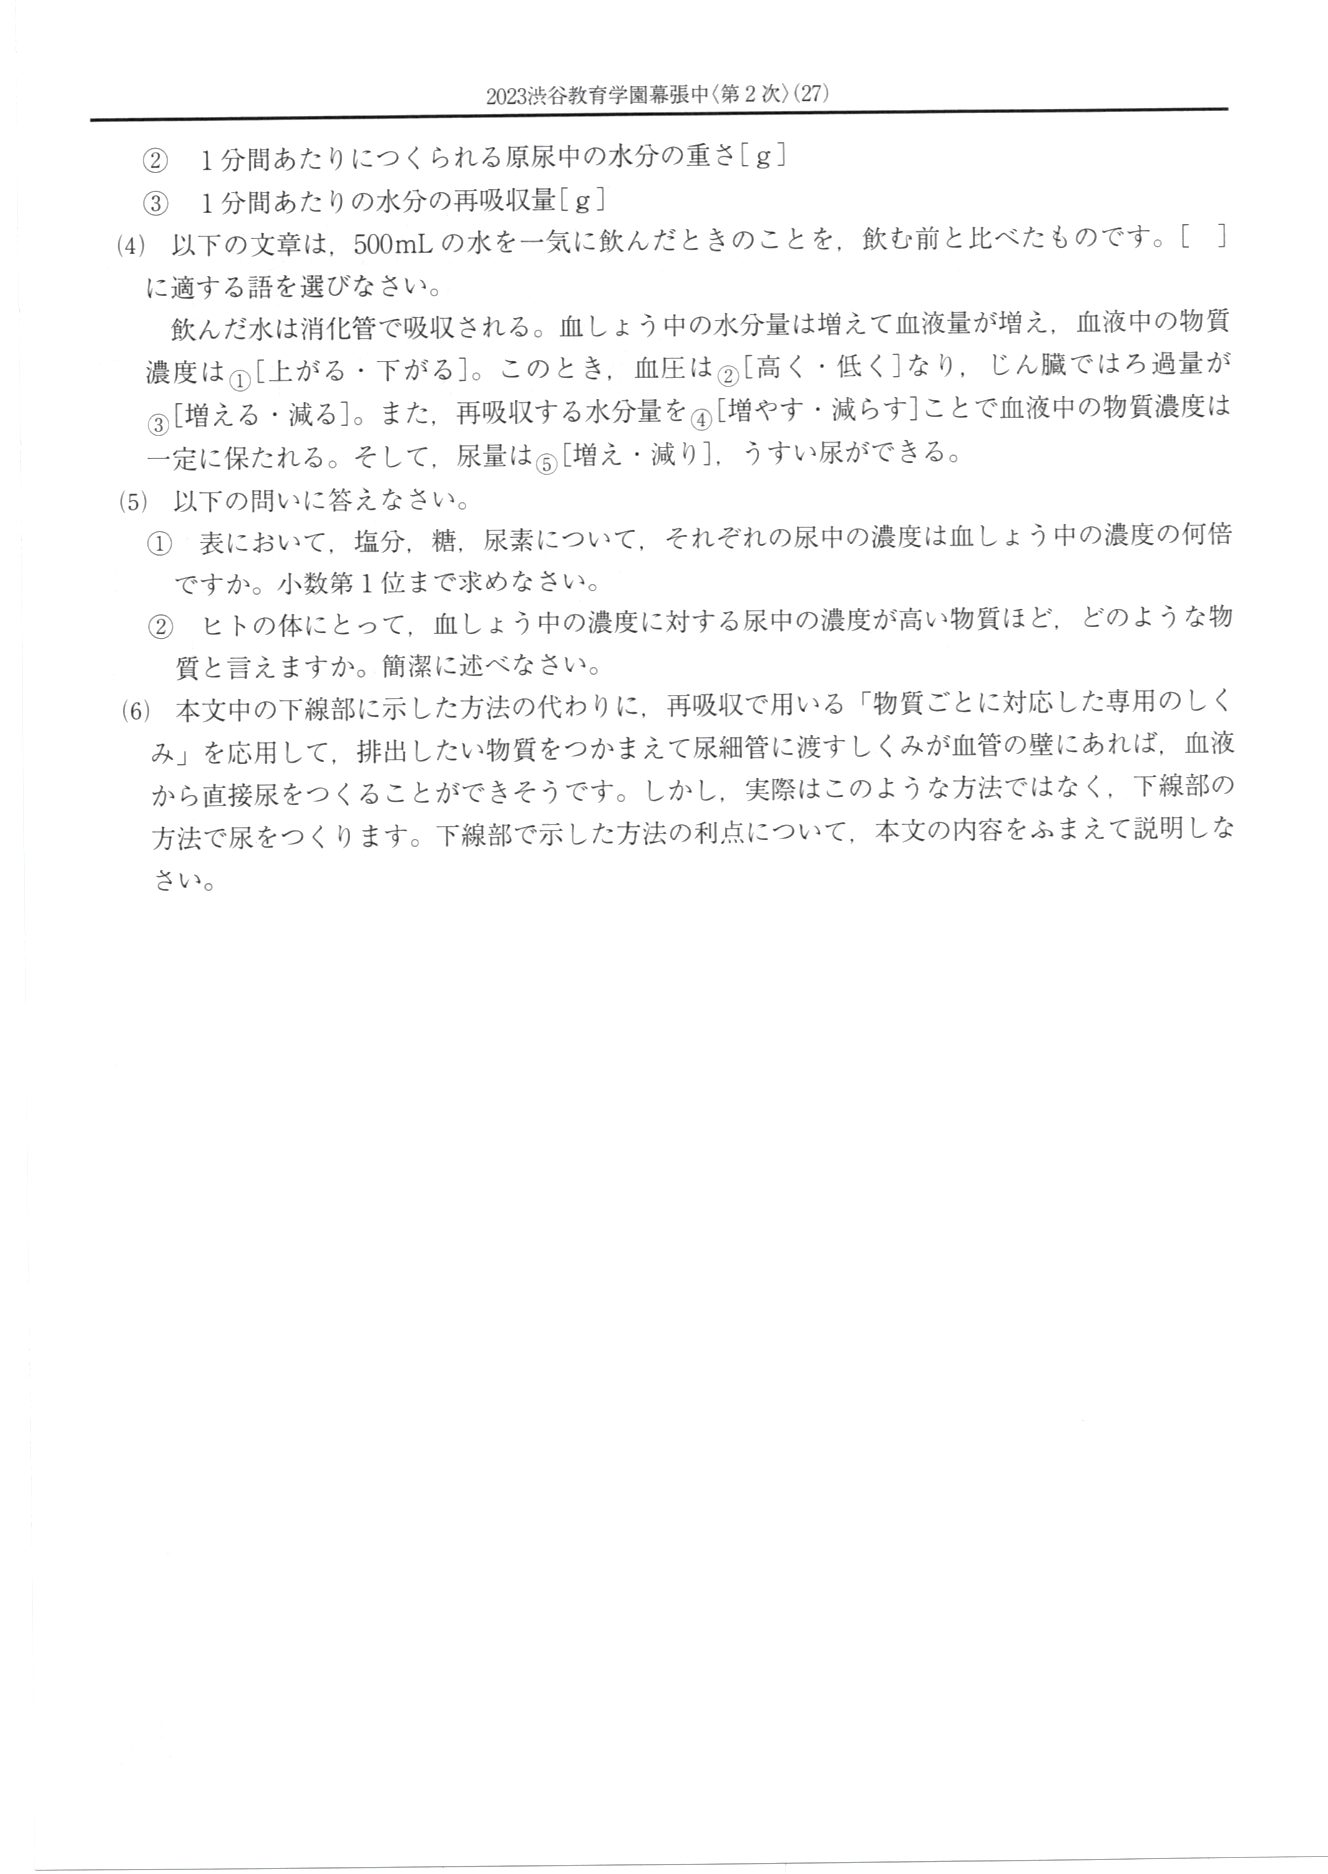 2023渋谷教育学園幕張中〈第2次〉(27)
② 1分間あたりにつくられる原尿中の水分の重さ[g]
③ 1分間あたりの水分の再吸収量[g]
(4) 以下の文章は，500mLの水を一気に飲んだときのことを，飲む前と比べたものです。[ ]
に適する語を選びなさい。
飲んだ水は消化管で吸収される。血しょう中の水分量は増えて血液量が増え，血液中の物質
濃度は①[上がる・下がる]。このとき，血圧は②[高く・低く]なり，じん臓ではろ過量が
③[増える・減る]。また，再吸収する水分量を④[増やす・減らす]ことで血液中の物質濃度は
一定に保たれる。そして，尿量は⑤[増え・減り]，うすい尿ができる。
(5) 以下の問いに答えなさい。
① 表において，塩分，糖，尿素について，それぞれの尿中の濃度は血しょう中の濃度の何倍
ですか。小数第1位まで求めなさい。
② ヒトの体にとって，血しょう中の濃度に対する尿中の濃度が高い物質ほど，どのような物
質と言えますか。簡潔に述べなさい。
(6) 本文中の下線部に示した方法の代わりに，再吸収で用いる「物質ごとに対応した専用のしく
み」を応用して，排出したい物質をつかまえて尿細管に渡すしくみが血管の壁にあれば，血液
から直接尿をつくることができそうです。しかし，実際はこのような方法ではなく，下線部の
方法で尿をつくります。下線部で示した方法の利点について，本文の内容をふまえて説明しな
さい。